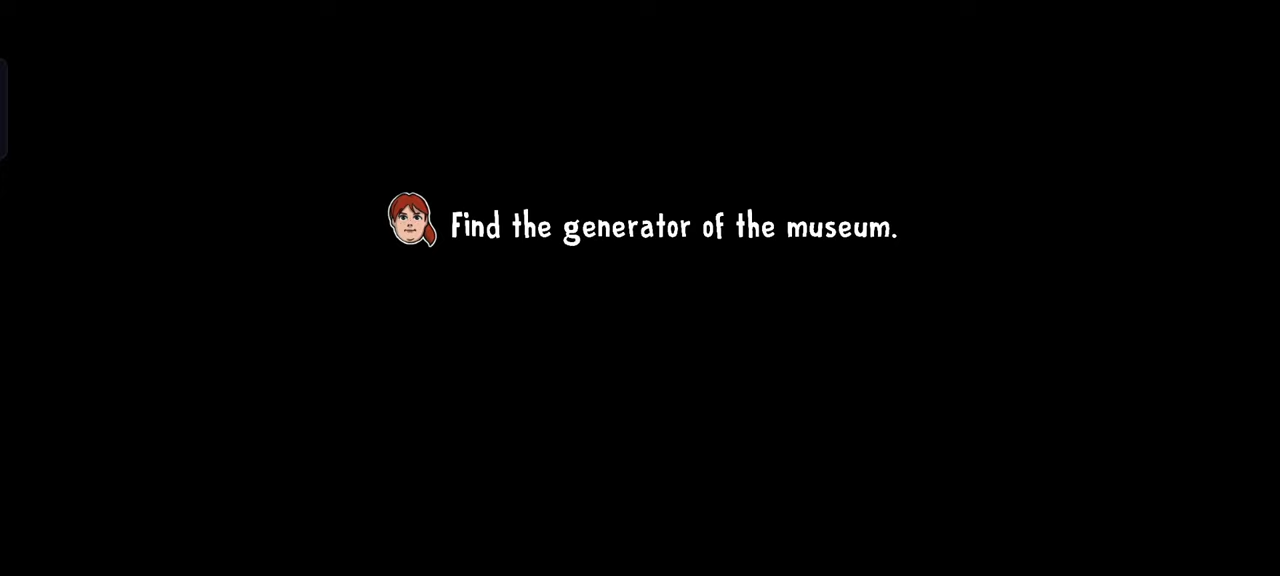 Find the generator of the museum.